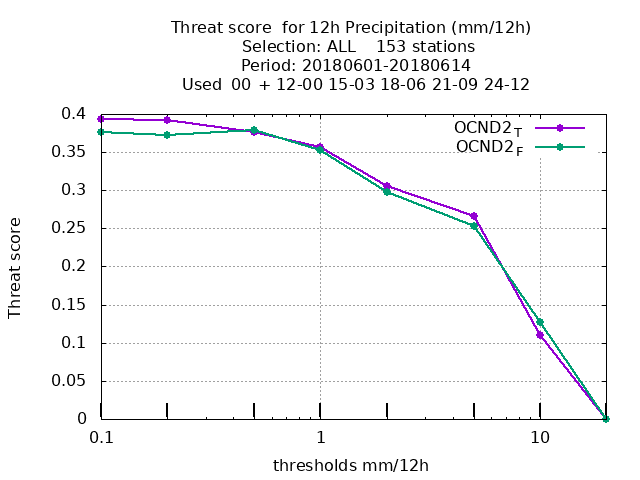 Threat score  for 12h Precipitation (mm/12h)
Selection: ALL    153 stations
Period: 20180601-20180614
Used  00 + 12-00 15-03 18-06 21-09 24-12
OCND2T
OCND2F
0.4
0.35
0.3
0.25
0.2
0.15
0.1
0.05
0
Threat score
0.1 1 10
thresholds mm/12h